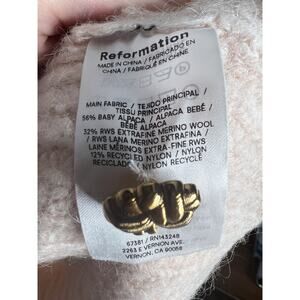 Reformation
MADE IN CHINA / FABRICADO EN
CHINA / FABRIQUÉ EN CHINE
MAIN FABRIC / TEJIDO PRINCIPAL /
TISSU PRINCIPAL
56% BABY ALPACA / ALPACA BEBÉ /
BÉBÉ ALPACA
32% RWS EXTRAFINE MERINO WOOL
/ RWS LANA MERINO EXTRAFINA /
LAINE MERINOS EXTRA-FINE RWS
12% RECYCLED NYLON / NYLON
RECICLADO / NYLON RECYCLÉ
67381 / RN143248
2263 E VERNON AVE.
VERNON, CA 90058